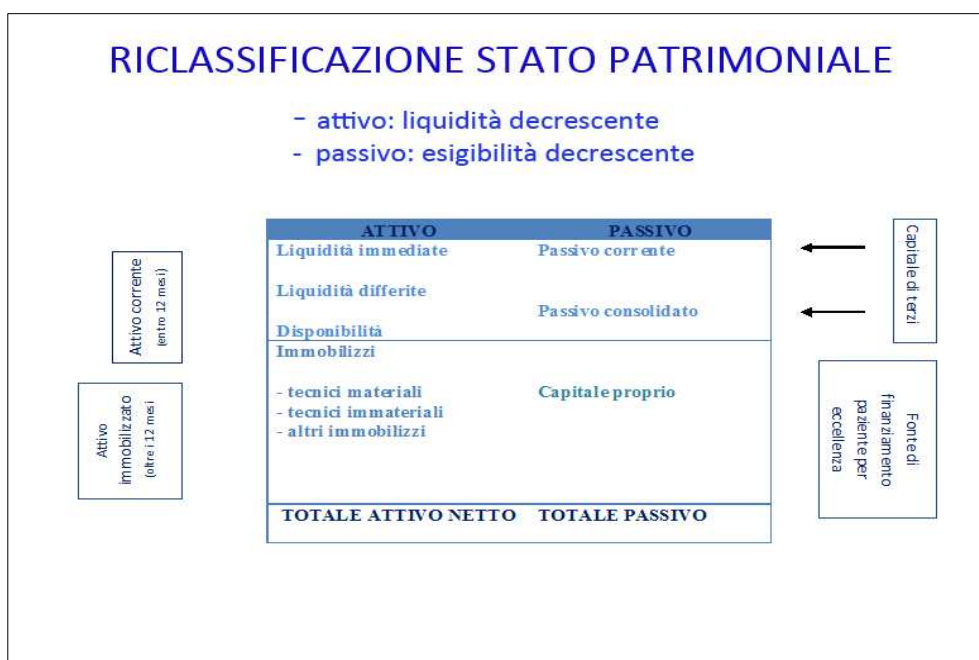 RICLASSIFICAZIONE STATO PATRIMONIALE
- attivo: liquidità decrescente
- passivo: esigibilità decrescente
ATTIVO PASSIVO
Liquidità immediate Passivo corrente
Liquidità differite
Passivo consolidato
Disponibilità
Immobilizzi
- tecnici materiali Capitale proprio
- tecnici immateriali
- altri immobilizzi
TOTALE ATTIVO NETTO TOTALE PASSIVO
Attivo corrente
(entro 12 mesi)
Attivo
immobilizzato
(oltre i 12 mesi
Capitale di terzi
Fonte di
finanziamento
paziente per
eccellenza